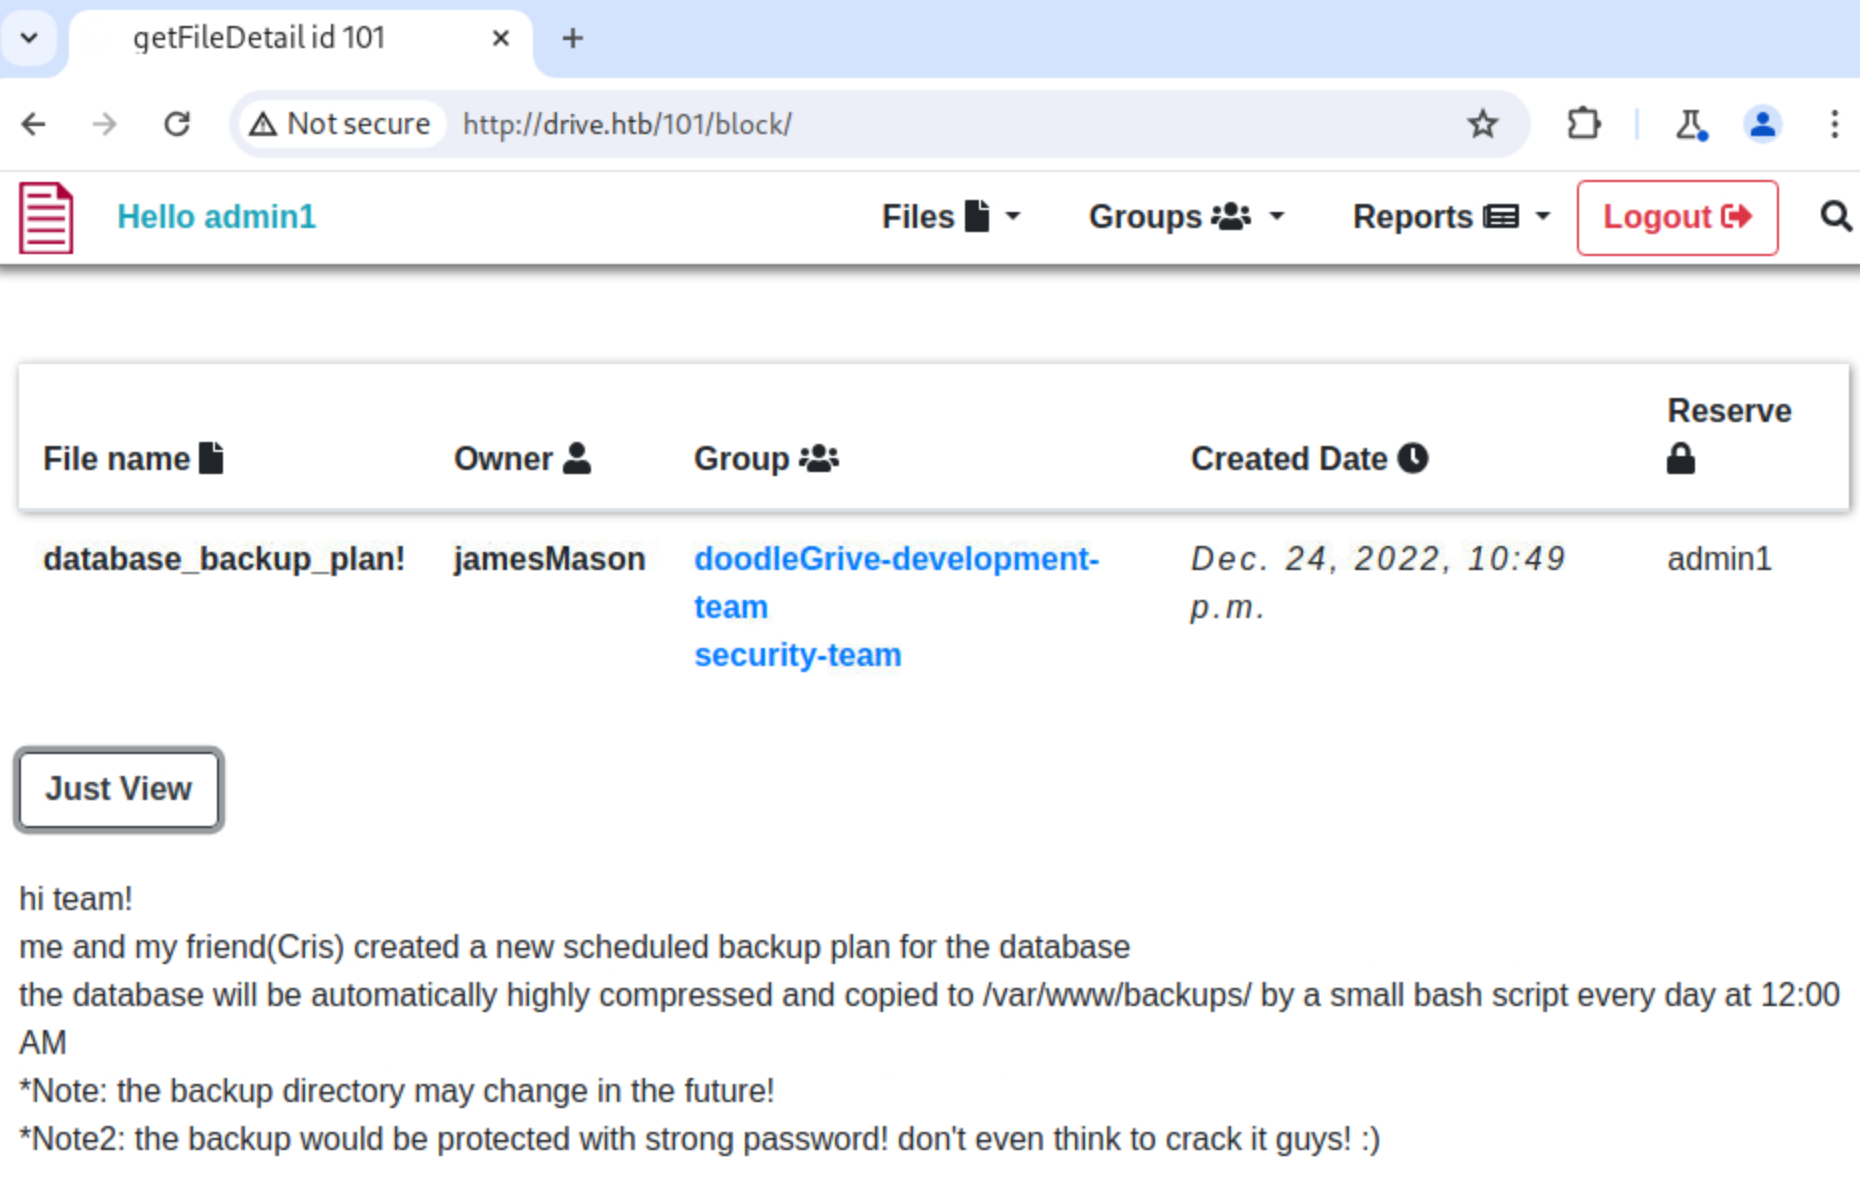 getFileDetail id 101
Not secure http://drive.htb/101/block/
Hello admin1 Files Groups Reports Logout
File name Owner Group Created Date Reserve
database_backup_plan! jamesMason doodleGrive-development- Dec. 24, 2022, 10:49 admin1
team p.m.
security-team
Just View
hi team!
me and my friend(Cris) created a new scheduled backup plan for the database
the database will be automatically highly compressed and copied to /var/www/backups/ by a small bash script every day at 12:00
AM
*Note: the backup directory may change in the future!
*Note2: the backup would be protected with strong password! don't even think to crack it guys! :)